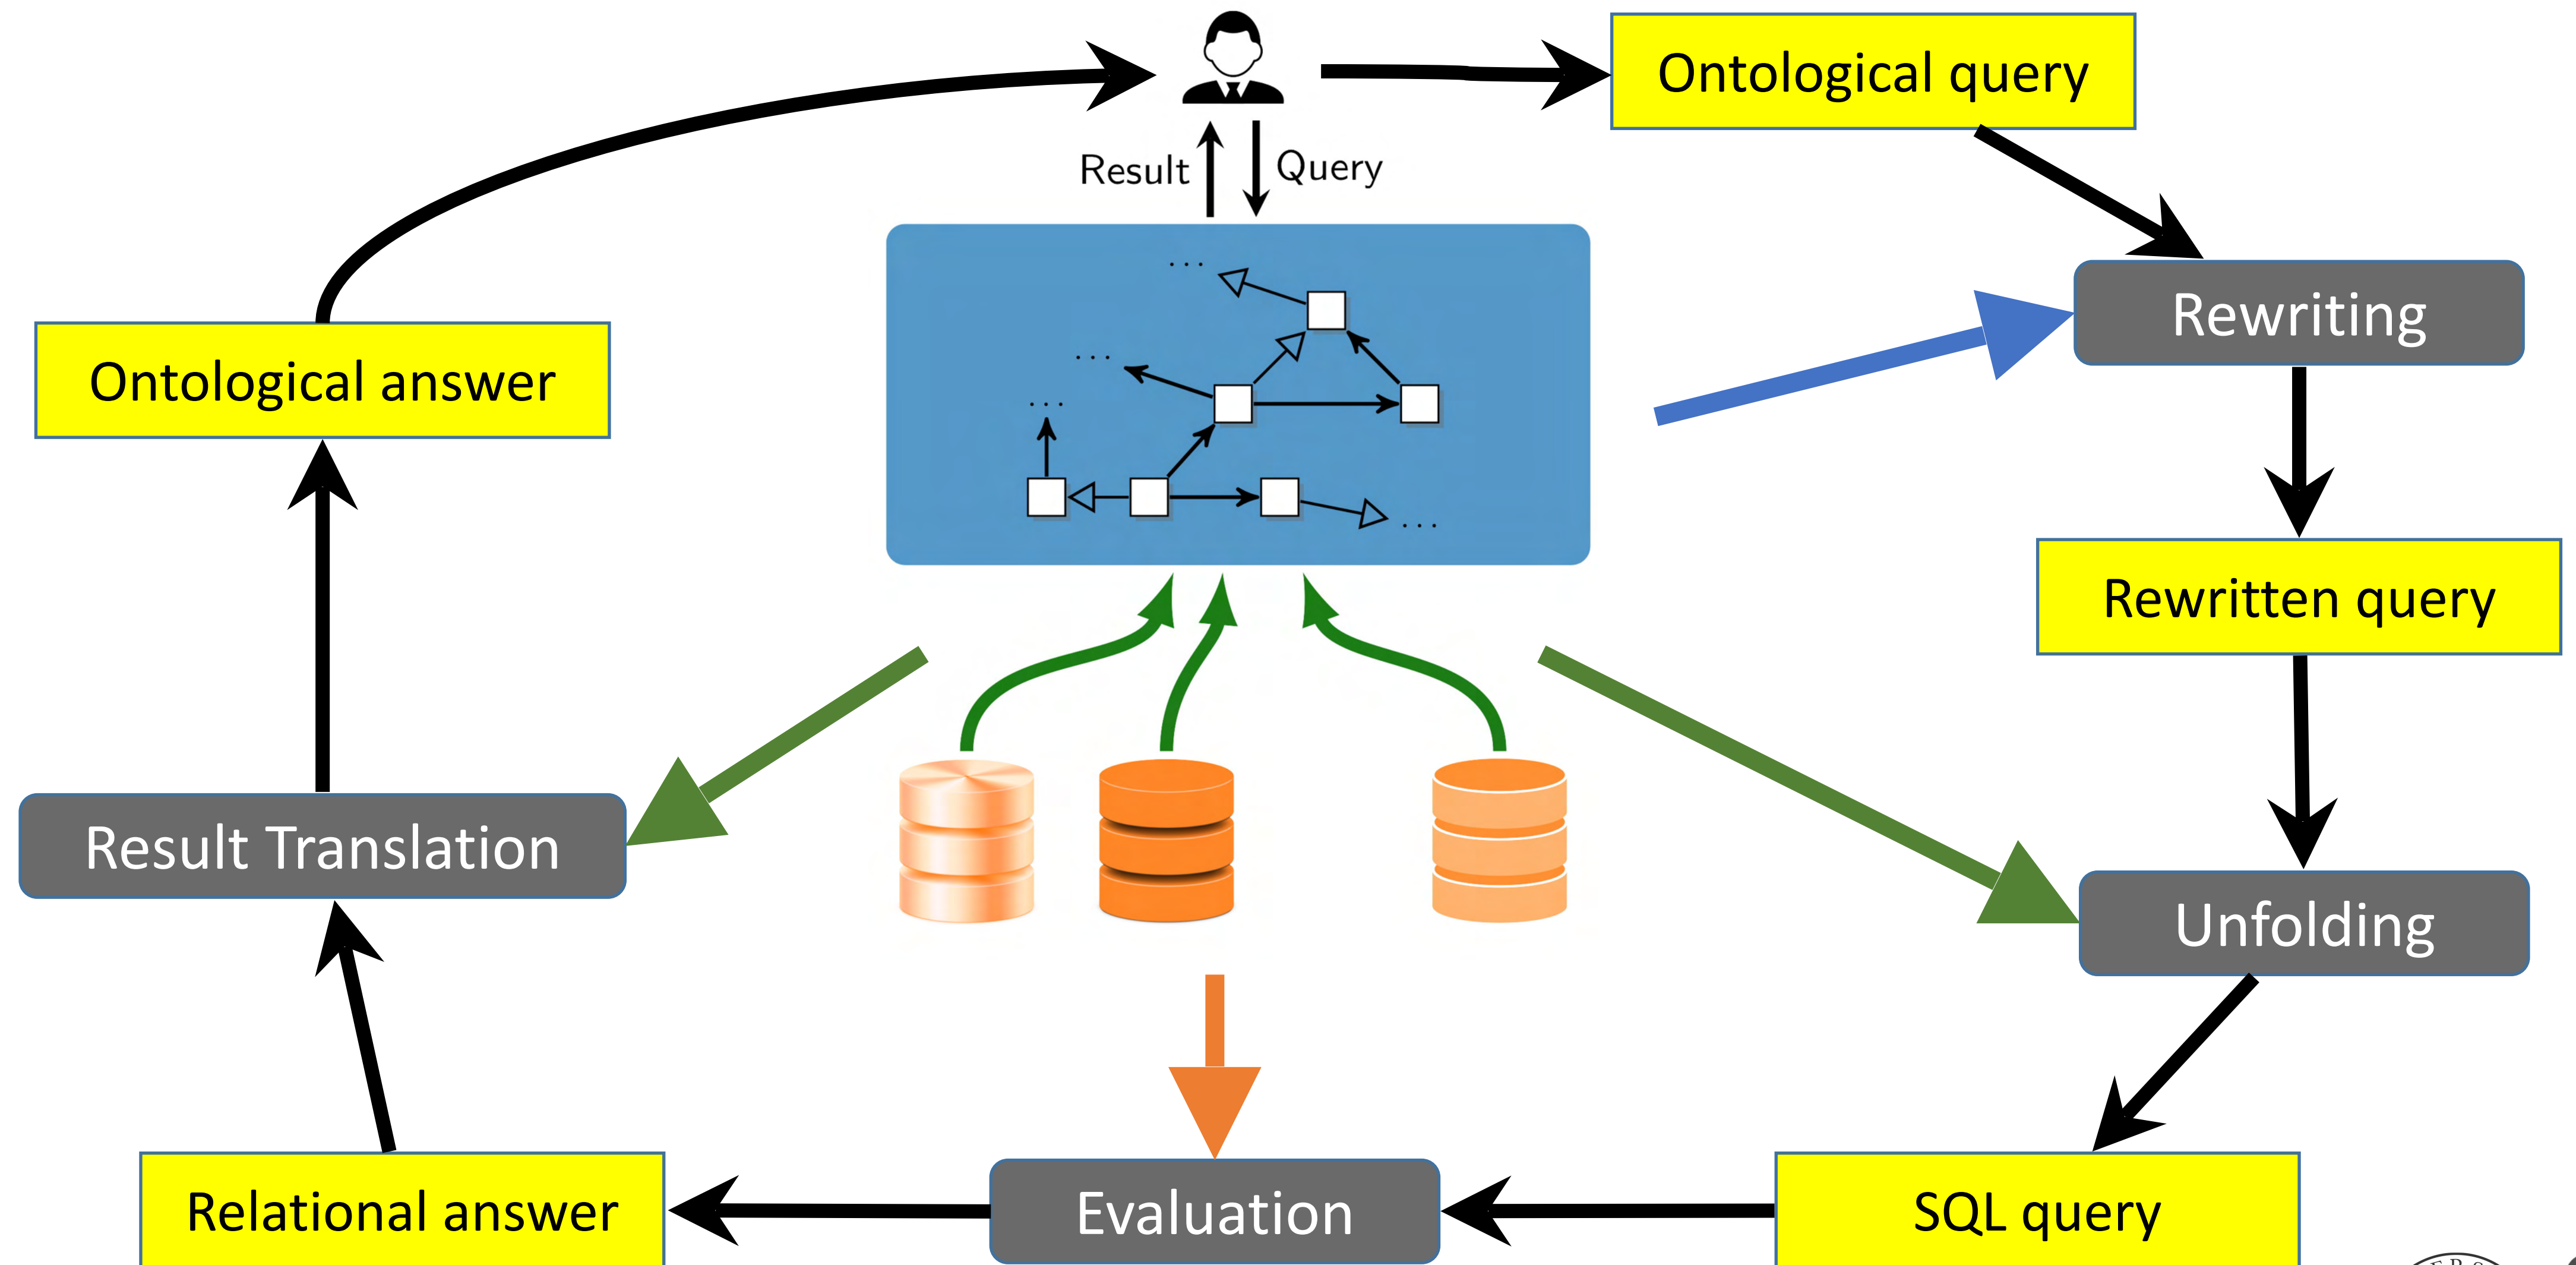 Ontological query
Result
Query
Rewriting
...
...
...
...
Ontological answer
Rewritten query
Result Translation
Unfolding
Relational answer
Evaluation
SQL query